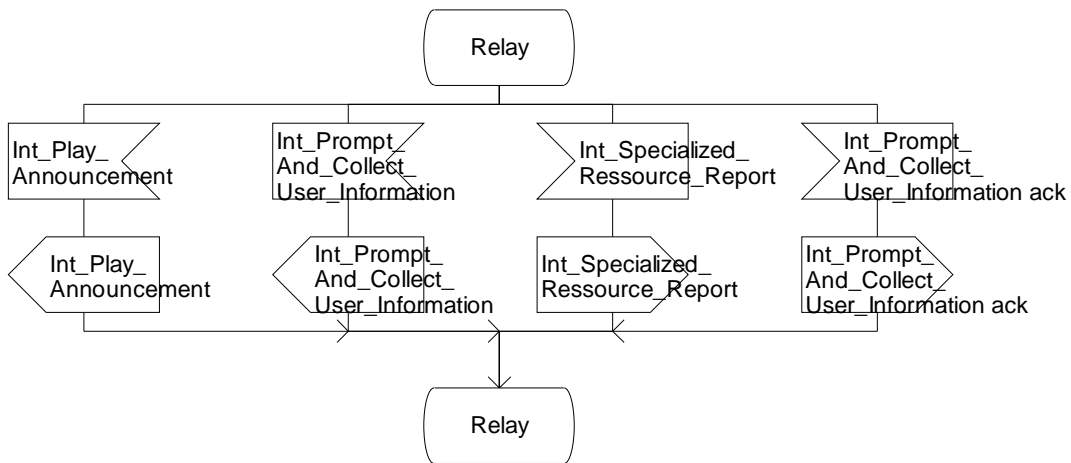 Relay
Int_Play_
Announcement
Int_Prompt_
And_Collect_
User_Information
Int_Specialized_
Ressource_Report
Int_Prompt_
And_Collect_
User_Information ack
Int_Play_
Announcement
Int_Prompt_
And_Collect_
User_Information
Int_Specialized_
Ressource_Report
Int_Prompt_
And_Collect_
User_Information ack
Relay